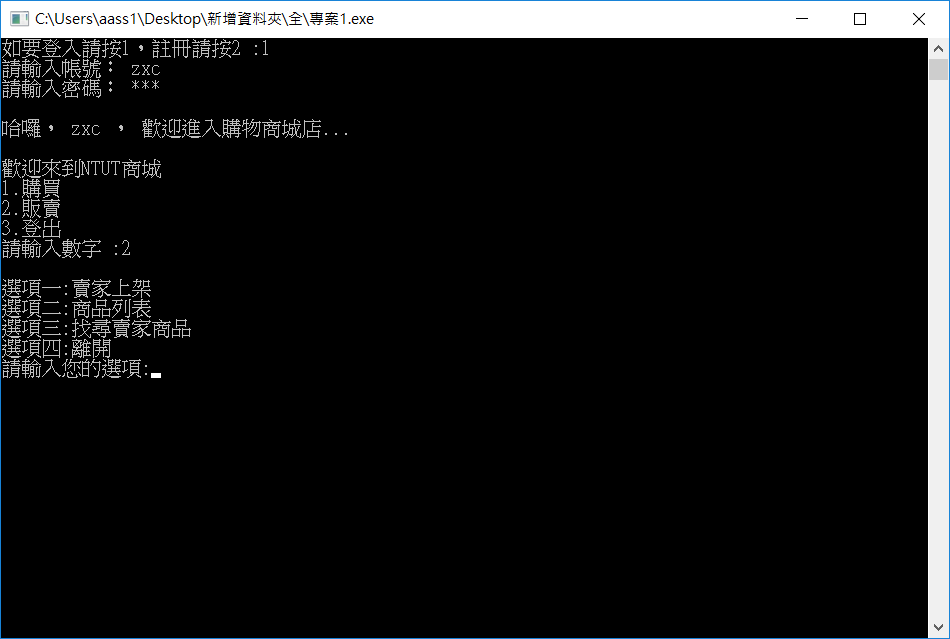 C:\Users\aass1\Desktop\新增資料夾\全\專案1.exe
如要登入請按1，註冊請按2 :1
請輸入帳號： zxc
請輸入密碼： ***
哈囉， zxc ， 歡迎進入購物商城店...
歡迎來到NTUT商城
1.購買
2.販賣
3.登出
請輸入數字 :2
選項一:賣家上架
選項二:商品列表
選項三:找尋賣家商品
選項四:離開
請輸入您的選項: